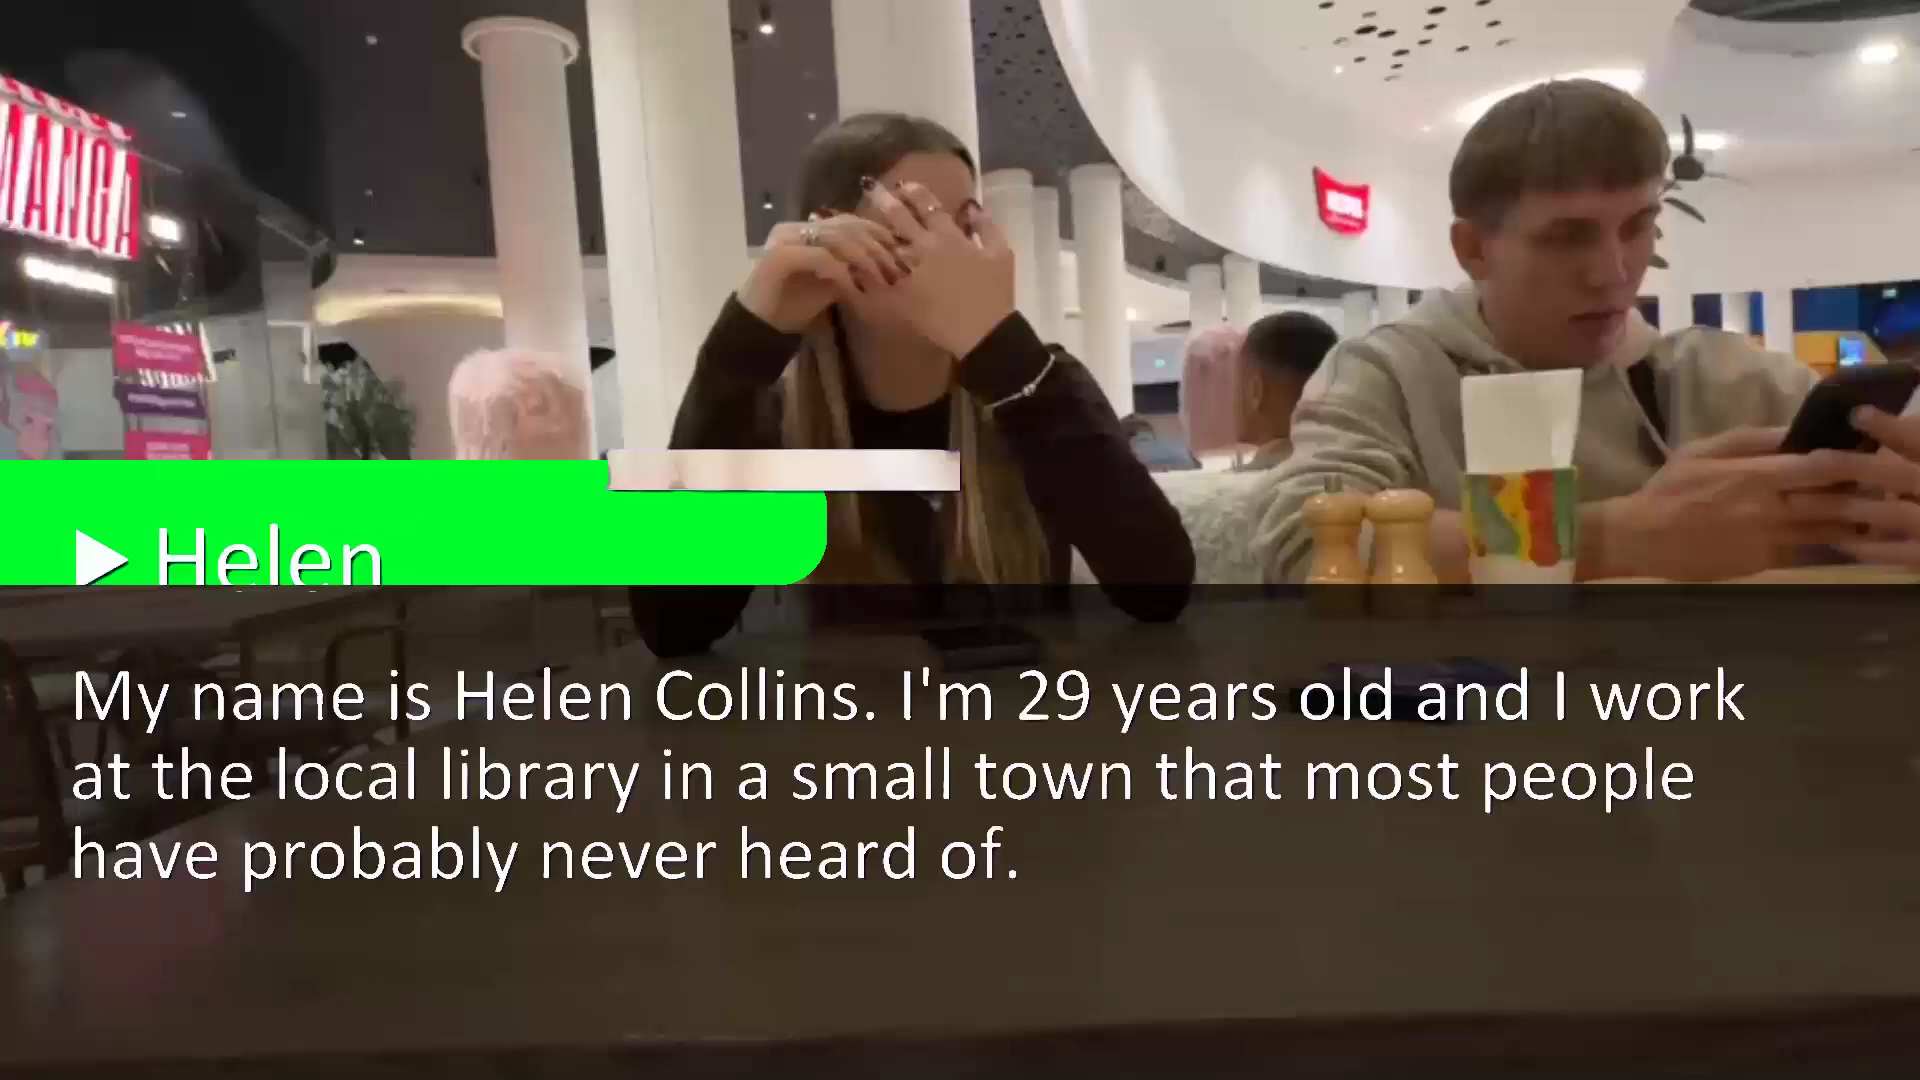 ▶ Helen
My name is Helen Collins. I'm 29 years old and I work
at the local library in a small town that most people
have probably never heard of.